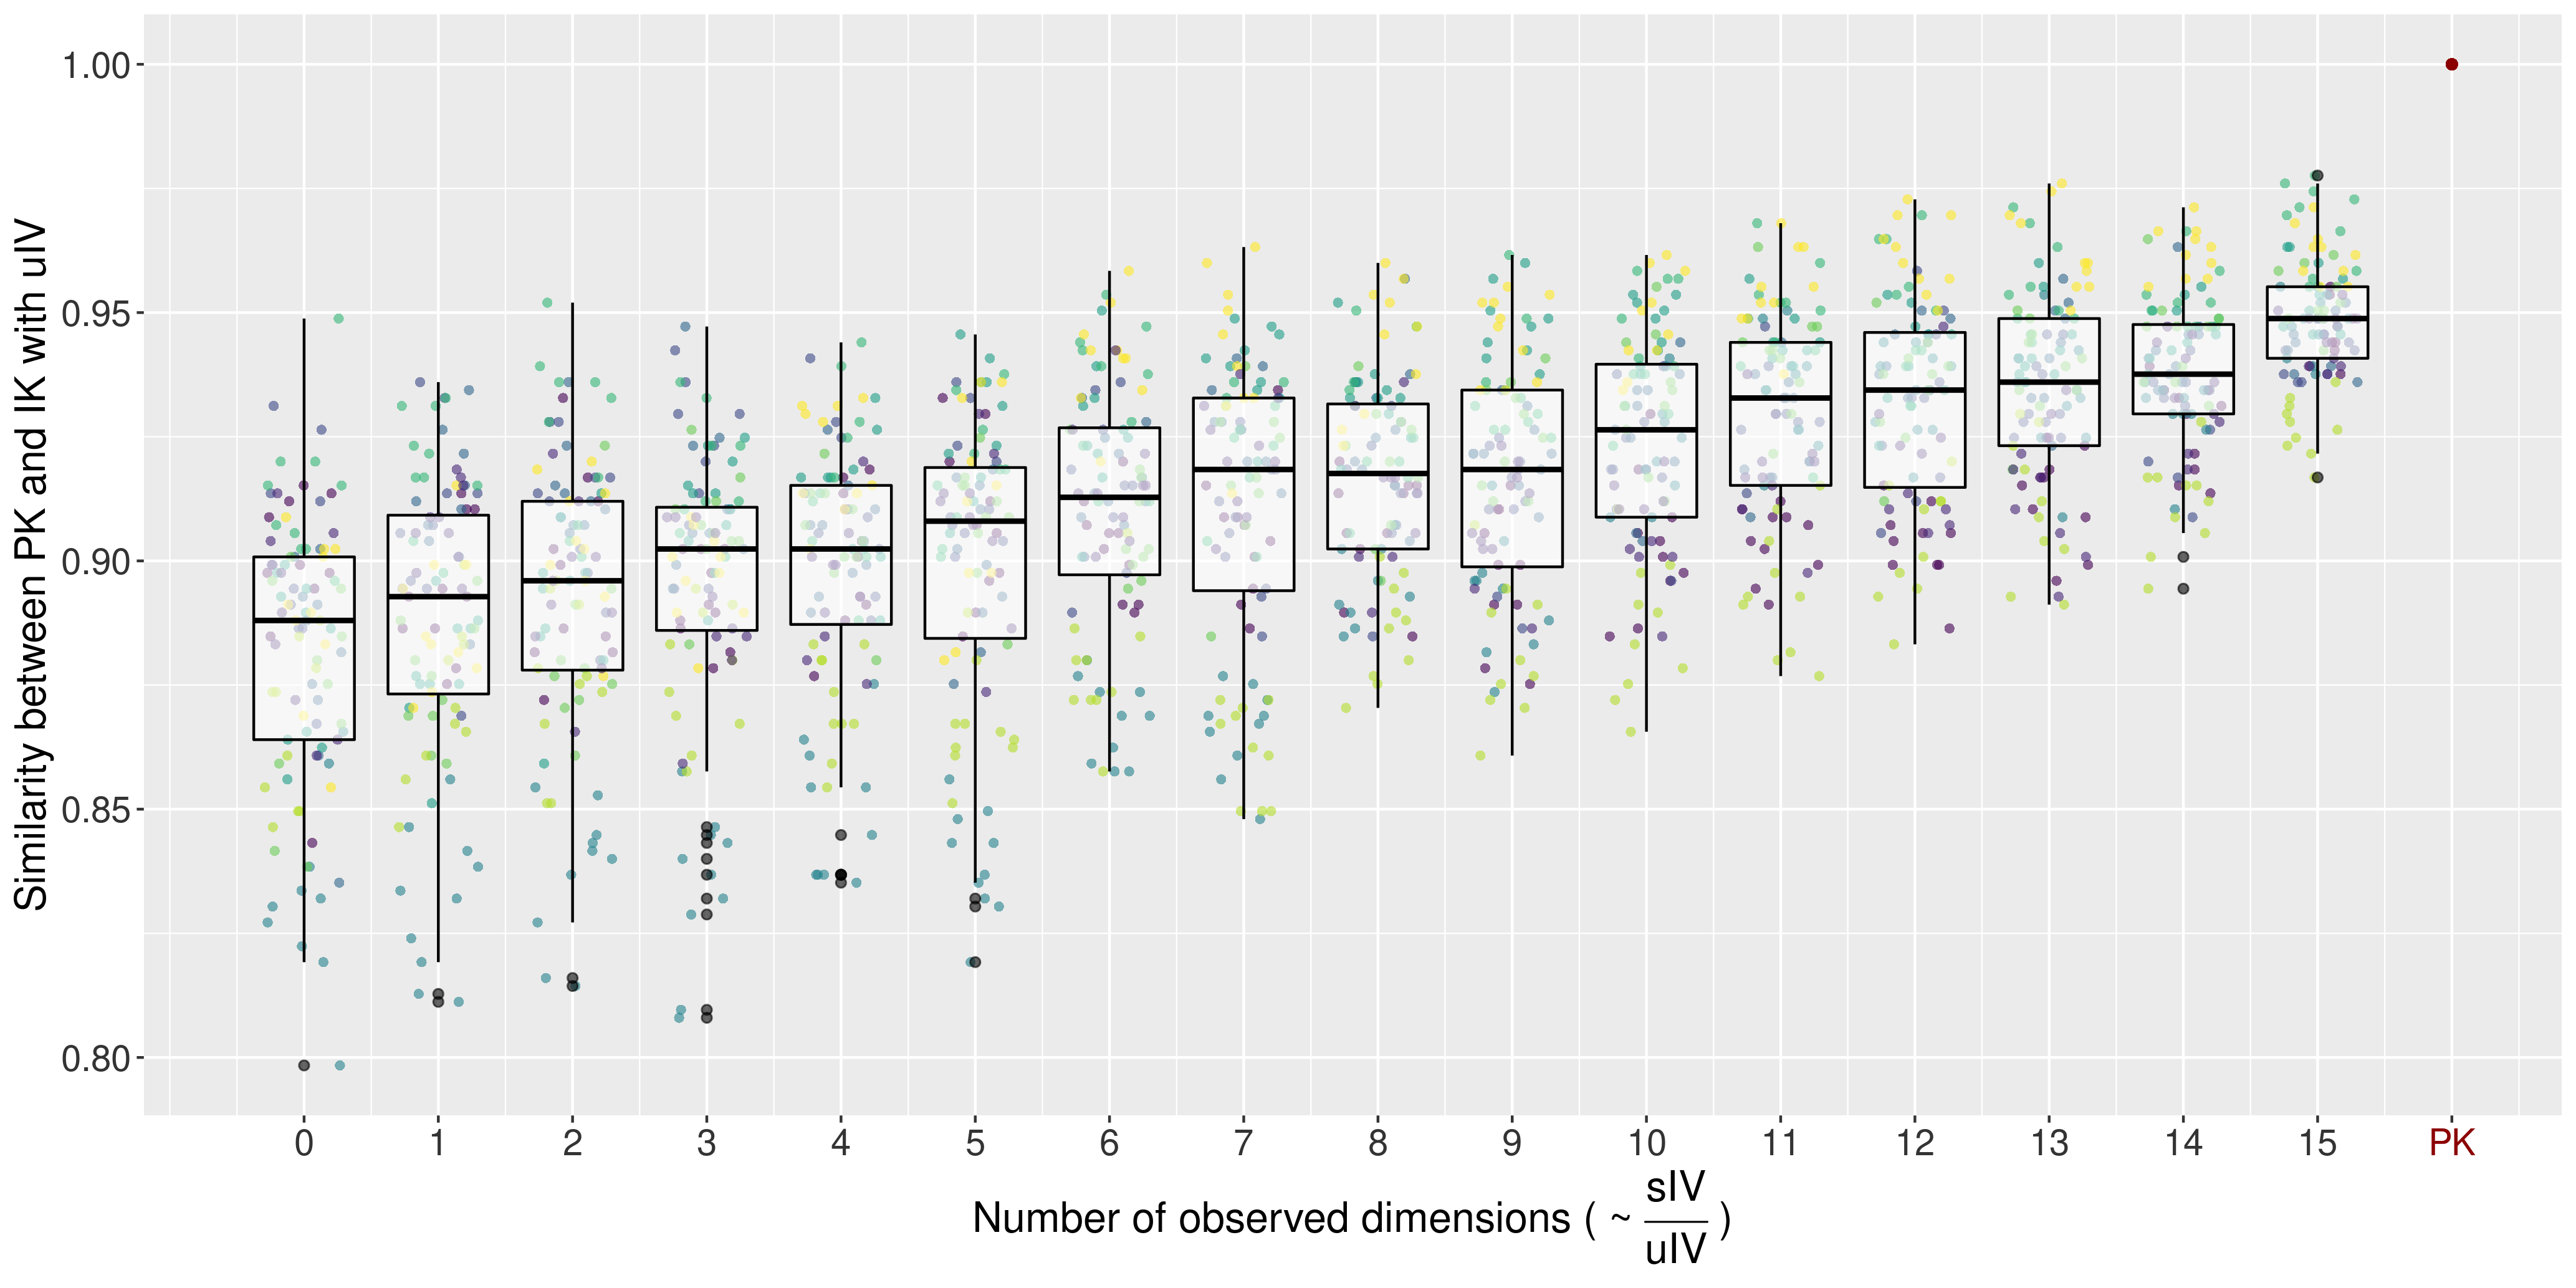 Similarity between PK and IK with uIV
1.00
0.95
0.90
0.85
0.80
0 1 2 3 4 5 6 7 8 9 10 11 12 13 14 15 PK
Number of observed dimensions ( ~ sIV / uIV )